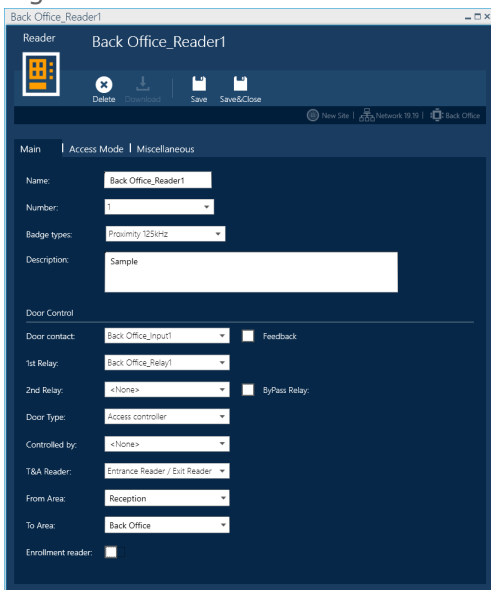 Back Office_Reader1
Reader
Back Office_Reader1
Delete Download Save Save&Close
New Site | Network 19.19 | Back Office
Main Access Mode Miscellaneous
Name: Back Office_Reader1
Number: 1
Badge types: Proximity 125kHz
Description: Sample
Door Control
Door contact: Back Office_Input1 Feedback
1st Relay: Back Office_Relay1
2nd Relay: <None> ByPass Relay:
Door Type: Access controller
Controlled by: <None>
T&A Reader: Entrance Reader / Exit Reader
From Area: Reception
To Area: Back Office
Enrollment reader: